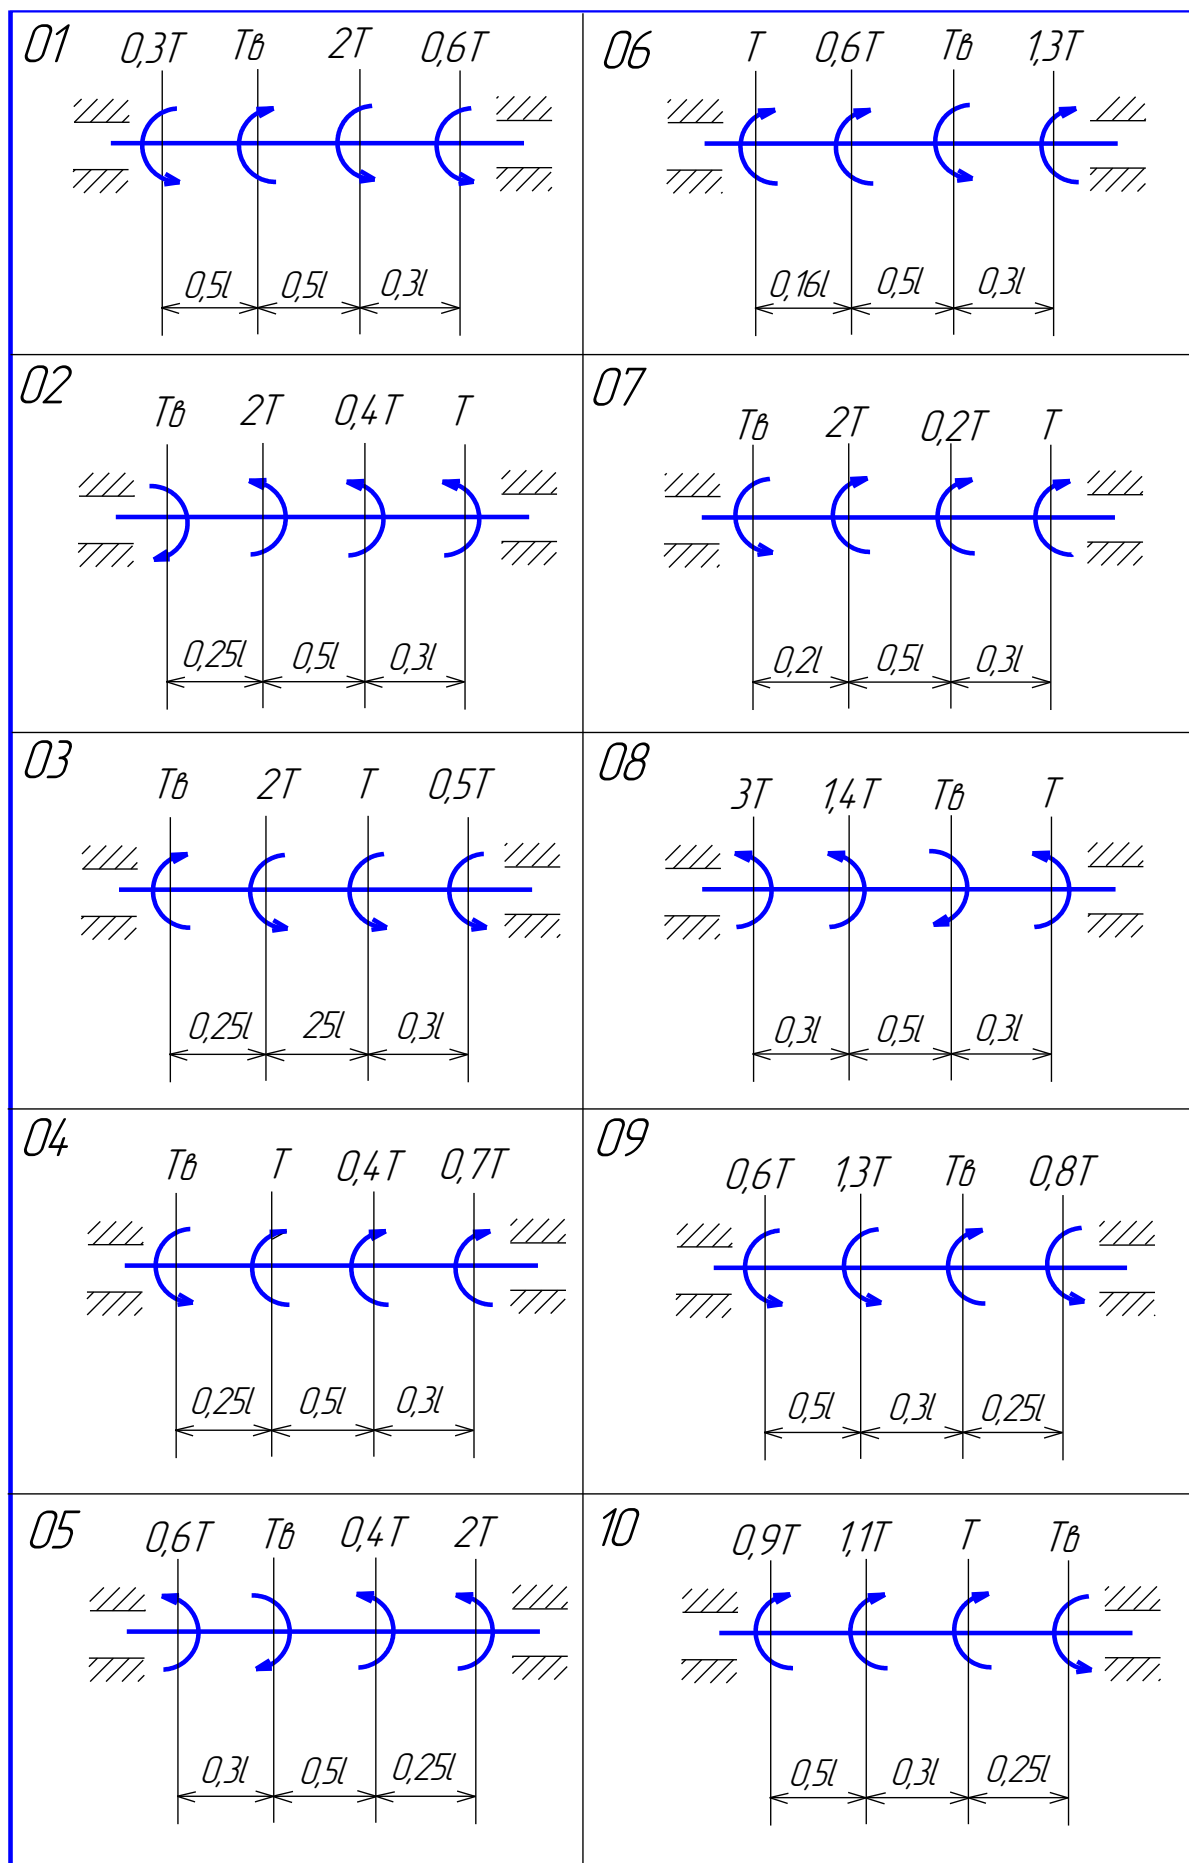 01
0,3T Tв 2T 0,6T
0,5l 0,5l 0,3l
06
T 0,6T Tв 1,3T
0,16l 0,5l 0,3l
02
Tв 2T 0,4T T
0,25l 0,5l 0,3l
07
Tв 2T 0,2T T
0,2l 0,5l 0,3l
03
Tв 2T T 0,5T
0,25l 25l 0,3l
08
3T 1,4T Tв T
0,3l 0,5l 0,3l
04
Tв T 0,4T 0,7T
0,25l 0,5l 0,3l
09
0,6T 1,3T Tв 0,8T
0,5l 0,3l 0,25l
05
0,6T Tв 0,4T 2T
0,3l 0,5l 0,25l
10
0,9T 1,1T T Tв
0,5l 0,3l 0,25l